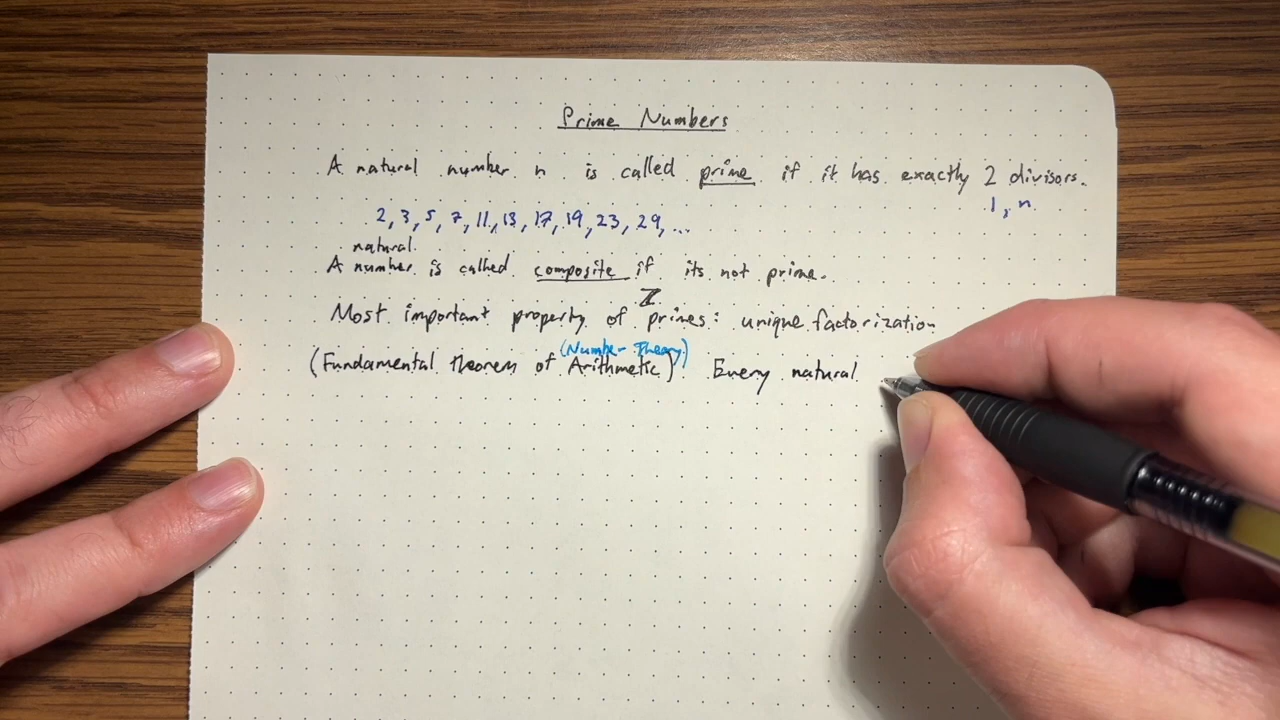 Prime Numbers
A natural number n is called prime if it has exactly 2 divisors.
1, n
2, 3, 5, 7, 11, 13, 17, 19, 23, 29, ...
natural
A number is called composite if its not prime.
ℤ
Most important property of primes: unique factorization
(Number Theory)
(Fundamental theorem of Arithmetic) Every natural